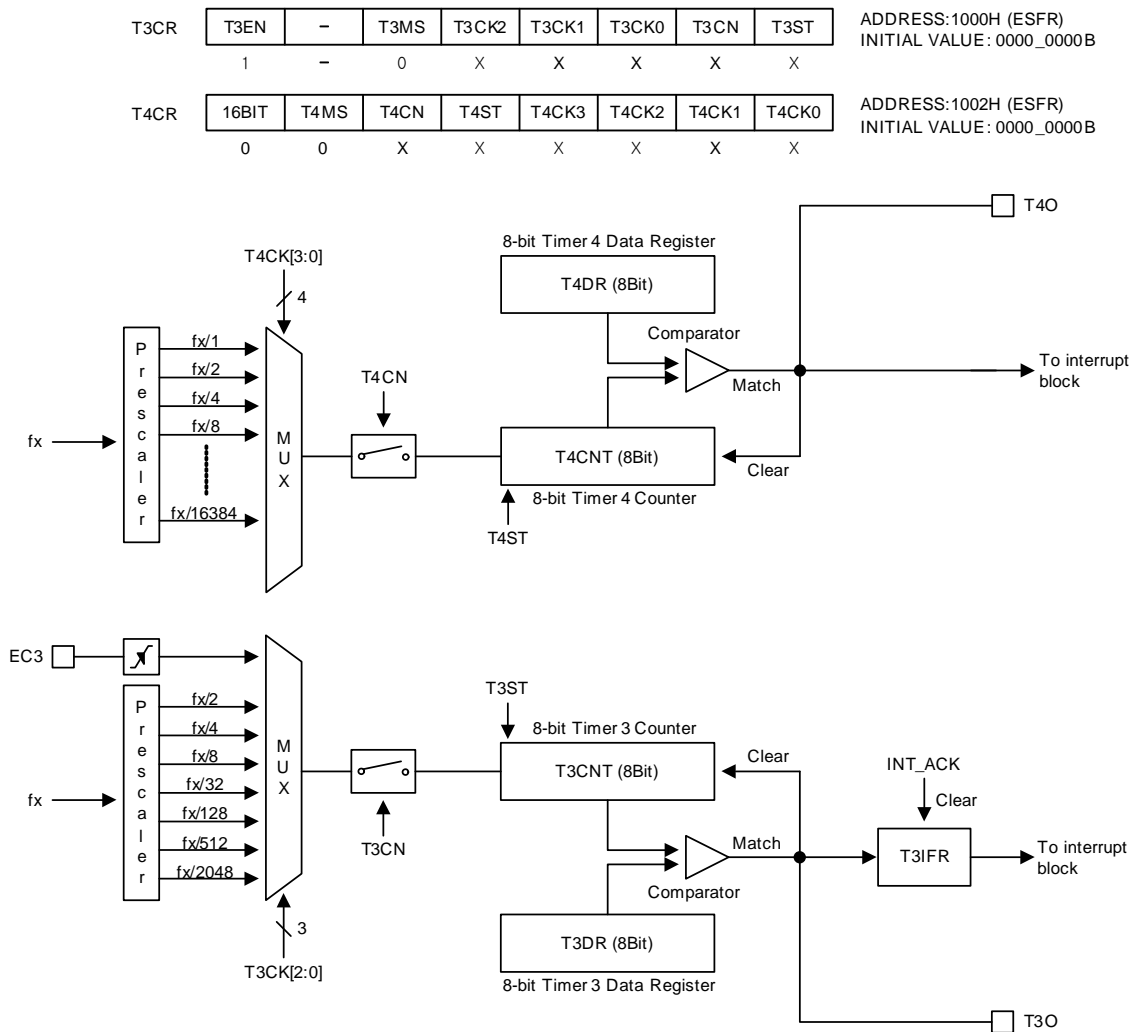 T3CR T3EN – T3MS T3CK2 T3CK1 T3CK0 T3CN T3ST ADDRESS:1000H (ESFR)
INITIAL VALUE: 0000_0000B
1 – 0 X X X X X
T4CR 16BIT T4MS T4CN T4ST T4CK3 T4CK2 T4CK1 T4CK0 ADDRESS:1002H (ESFR)
INITIAL VALUE: 0000_0000B
0 0 X X X X X X
T4O
8-bit Timer 4 Data Register
T4CK[3:0]
T4DR (8Bit)
4
Comparator
Prescaler
fx/1
fx/2
fx/4
fx/8
fx/16384
fx
MUX
T4CN
Match
To interrupt
block
T4CNT (8Bit)
Clear
8-bit Timer 4 Counter
T4ST
EC3
Prescaler
fx/2
fx/4
fx/8
fx/32
fx/128
fx/512
fx/2048
fx
MUX
T3ST
8-bit Timer 3 Counter
T3CNT (8Bit)
Clear
INT_ACK
Clear
T3CN
Match
T3IFR
To interrupt
block
Comparator
3
T3DR (8Bit)
T3CK[2:0]
8-bit Timer 3 Data Register
T3O